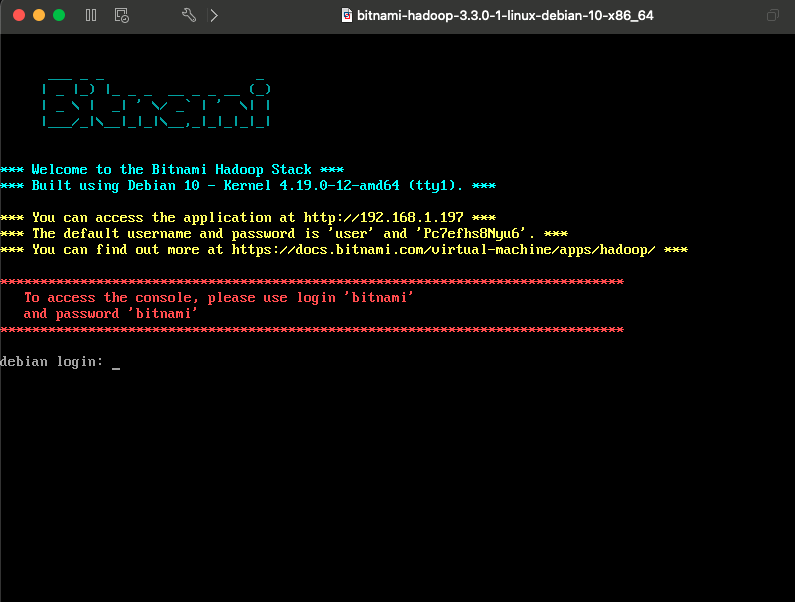 bitnami-hadoop-3.3.0-1-linux-debian-10-x86_64
Bitnami
*** Welcome to the Bitnami Hadoop Stack ***
*** Built using Debian 10 - Kernel 4.19.0-12-amd64 (tty1). ***
*** You can access the application at http://192.168.1.197 ***
*** The default username and password is 'user' and 'Pc7efhs8Nyu6'. ***
*** You can find out more at https://docs.bitnami.com/virtual-machine/apps/hadoop/ ***
******************************************************************************
To access the console, please use login 'bitnami'
and password 'bitnami'
******************************************************************************
debian login: _